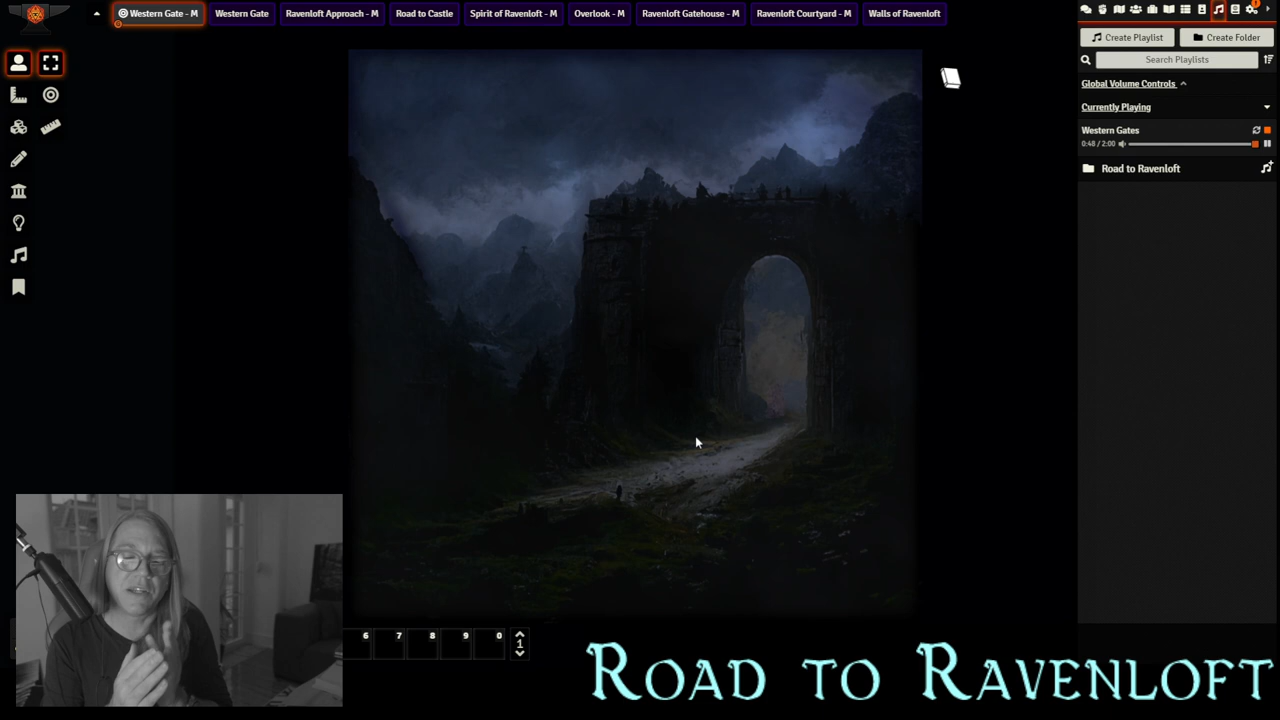 Western Gate - M
G
Western Gate
Ravenloft Approach - M
Road to Castle
Spirit of Ravenloft - M
Overlook - M
Ravenloft Gatehouse - M
Ravenloft Courtyard - M
Walls of Ravenloft
Create Playlist
Create Folder
Search Playlists
Global Volume Controls
Currently Playing
Western Gates
0:48 / 2:00
Road to Ravenloft
6
7
8
9
0
1
Road to Ravenloft